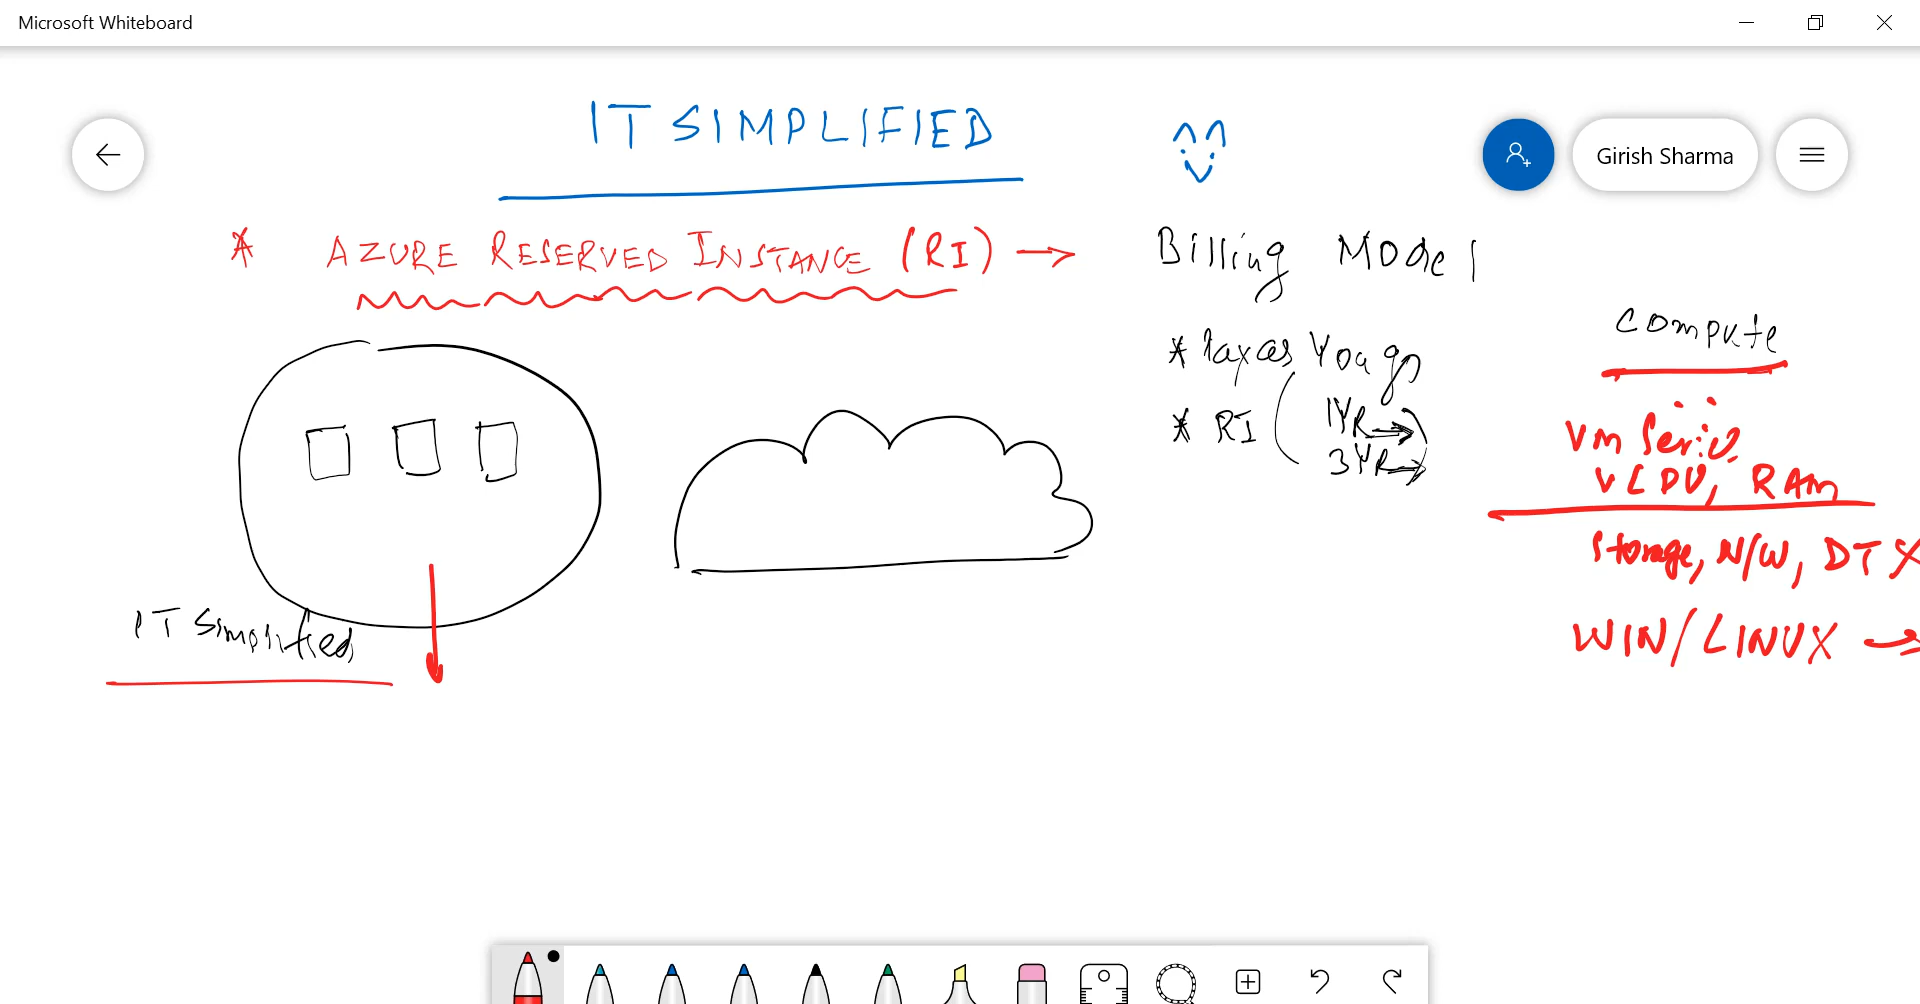 Microsoft Whiteboard
IT SIMPLIFIED
Girish Sharma
* AZURE RESERVED INSTANCE (RI) → Billing Model
* Pay as You go
* RI ( 1YR →
3YR → )
Compute
VM Series
vCPU, RAM
Storage, N/W, DTX
WIN/LINUX →
IT Simplified